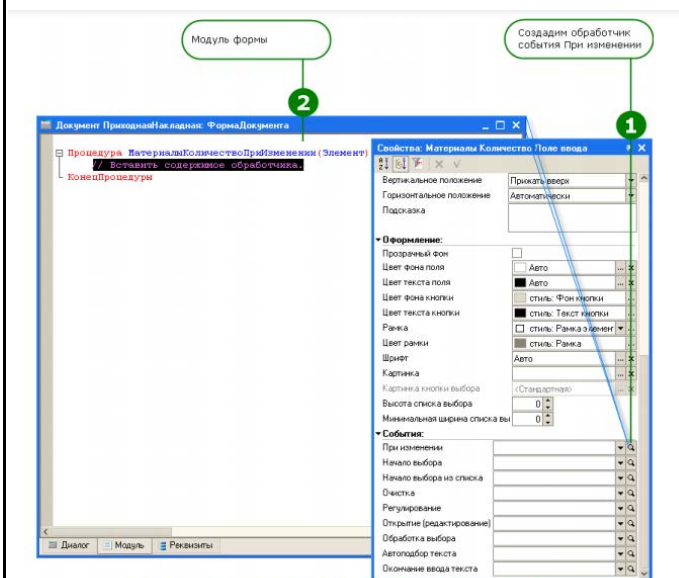 Модуль формы
Создадим обработчик
события При изменении
2
1
Документ ПриходнаяНакладная: ФормаДокумента
Процедура МатериалыКоличествоПриИзменении(Элемент)
// Вставить содержимое обработчика.
КонецПроцедуры
Свойства: Материалы Количество Поле ввода
Вертикальное положение Прижать вверх
Горизонтальное положение Автоматически
Подсказка
Оформление:
Прозрачный фон
Цвет фона поля Авто ... x
Цвет текста поля Авто ... x
Цвет фона кнопки стиль: Фон кнопки ...
Цвет текста кнопки стиль: Текст кнопки ...
Рамка стиль: Рамка элемен ...
Цвет рамки стиль: Рамка ...
Шрифт Авто ... x
Картинка ... x
Картинка кнопки выбора <Стандартная> ... x
Высота списка выбора 0
Минимальная ширина списка вы 0
События:
При изменении
Начало выбора
Начало выбора из списка
Очистка
Регулирование
Открытие (редактирование)
Обработка выбора
Автоподбор текста
Окончание ввода текста
Диалог Модуль Реквизиты